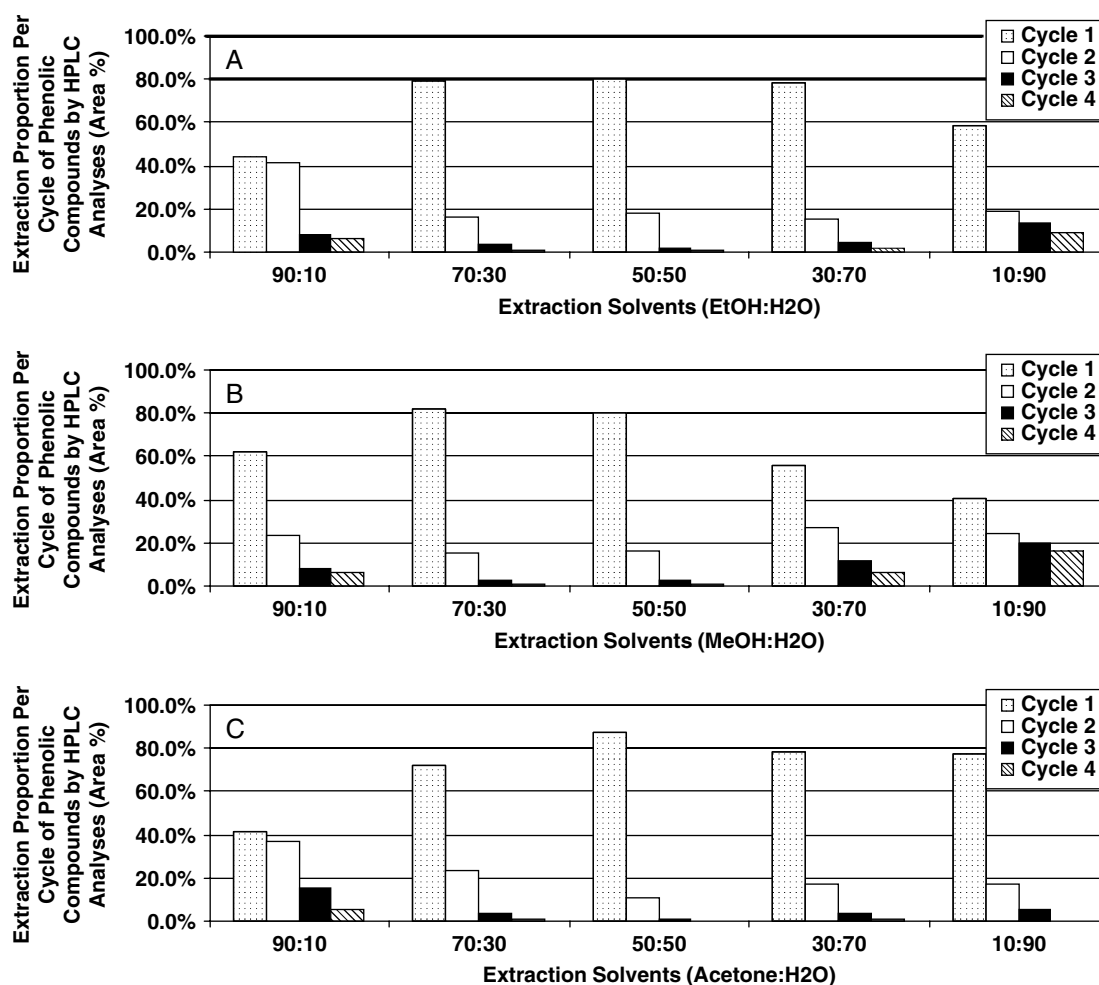 Extraction Proportion Per
Cycle of Phenolic
Compounds by HPLC
Analyses (Area %)
100.0%
80.0%
60.0%
40.0%
20.0%
0.0%
A
Cycle 1
Cycle 2
Cycle 3
Cycle 4
90:10 70:30 50:50 30:70 10:90
Extraction Solvents (EtOH:H2O)
Extraction Proportion Per
Cycle of Phenolic
Compounds by HPLC
Analyses (Area %)
100.0%
80.0%
60.0%
40.0%
20.0%
0.0%
B
Cycle 1
Cycle 2
Cycle 3
Cycle 4
90:10 70:30 50:50 30:70 10:90
Extraction Solvents (MeOH:H2O)
Extraction Proportion Per
Cycle of Phenolic
Compounds by HPLC
Analyses (Area %)
100.0%
80.0%
60.0%
40.0%
20.0%
0.0%
C
Cycle 1
Cycle 2
Cycle 3
Cycle 4
90:10 70:30 50:50 30:70 10:90
Extraction Solvents (Acetone:H2O)